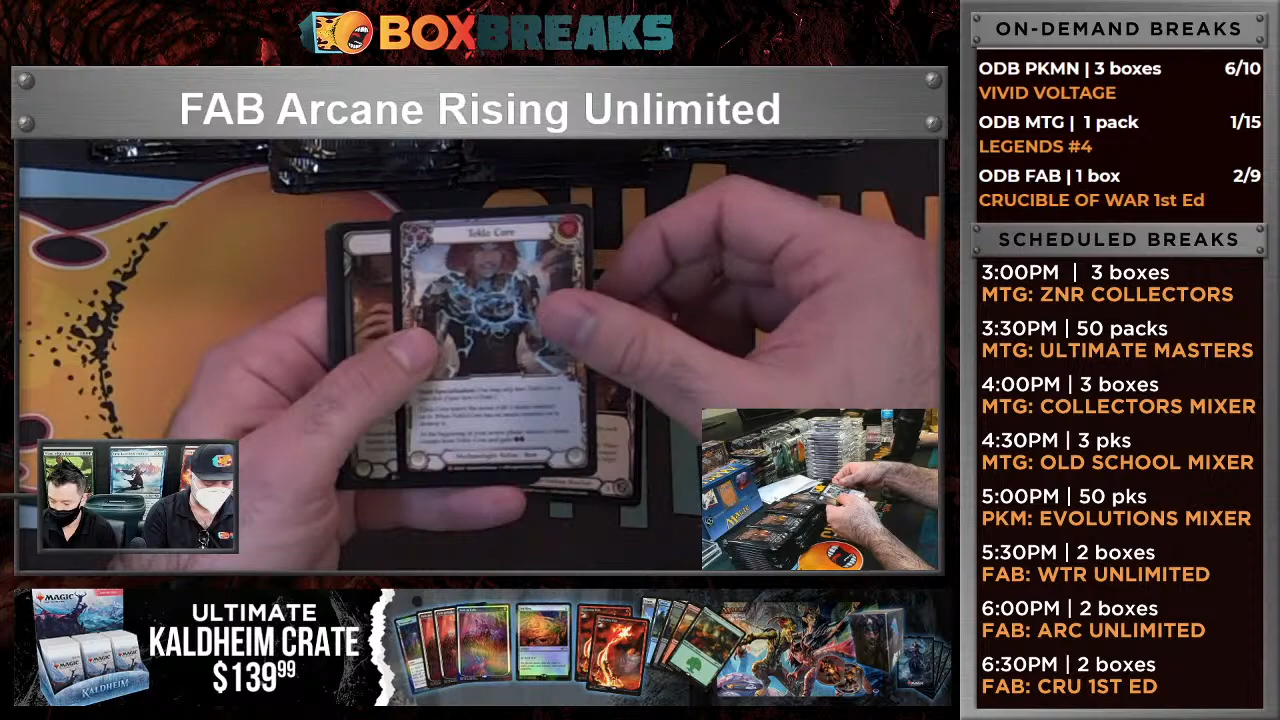 BOXBREAKS
FAB Arcane Rising Unlimited
Teklo Core
MAGIC
ULTIMATE
KALDHEIM CRATE
$139.99
MAGIC
KALDHEIM
ON-DEMAND BREAKS
ODB PKMN | 3 boxes 6/10
VIVID VOLTAGE
ODB MTG | 1 pack 1/15
LEGENDS #4
ODB FAB | 1 box 2/9
CRUCIBLE OF WAR 1st Ed
SCHEDULED BREAKS
3:00PM | 3 boxes
MTG: ZNR COLLECTORS
3:30PM | 50 packs
MTG: ULTIMATE MASTERS
4:00PM | 3 boxes
MTG: COLLECTORS MIXER
4:30PM | 3 pks
MTG: OLD SCHOOL MIXER
5:00PM | 50 pks
PKM: EVOLUTIONS MIXER
5:30PM | 2 boxes
FAB: WTR UNLIMITED
6:00PM | 2 boxes
FAB: ARC UNLIMITED
6:30PM | 2 boxes
FAB: CRU 1ST ED